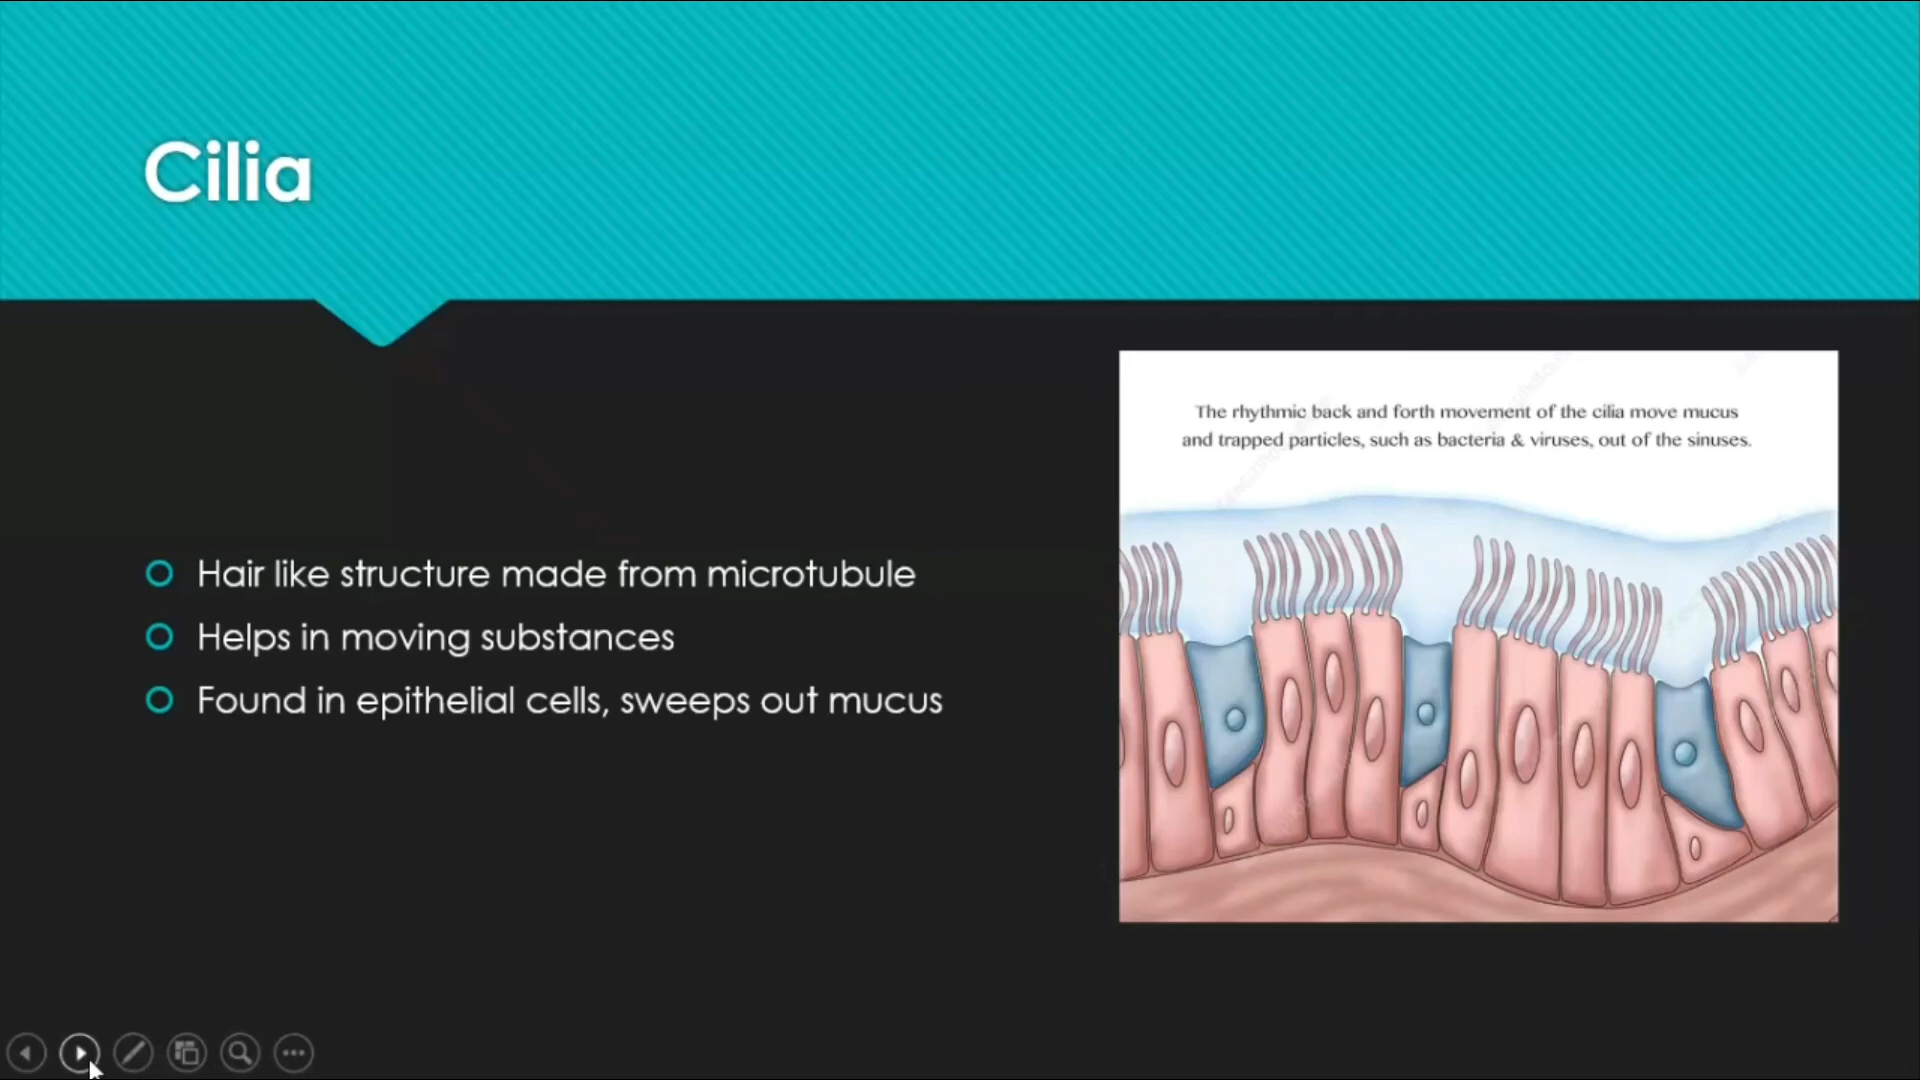 Cilia
Hair like structure made from microtubule
Helps in moving substances
Found in epithelial cells, sweeps out mucus
The rhythmic back and forth movement of the cilia move mucus
and trapped particles, such as bacteria & viruses, out of the sinuses.